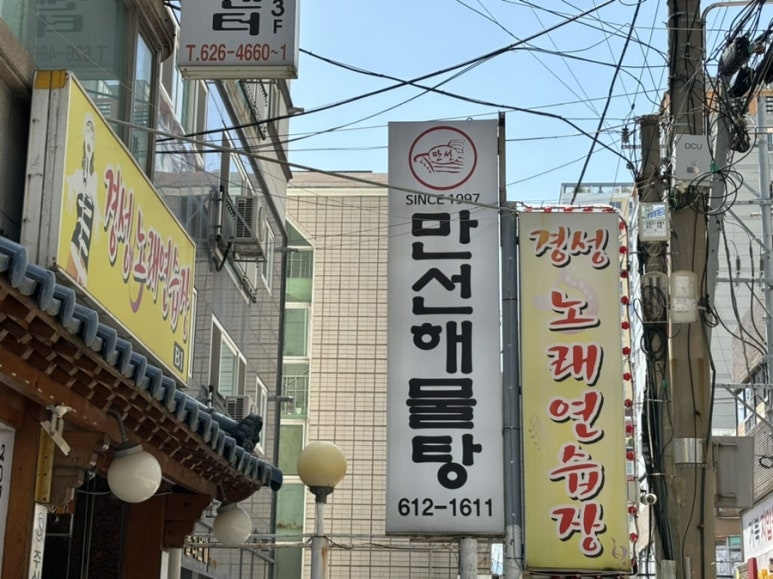 센터
3F
T.626-4660~1
경성노래연습장
B1
만선
SINCE 1997
만선해물탕
612-1611
경성
노래연습장
DCU